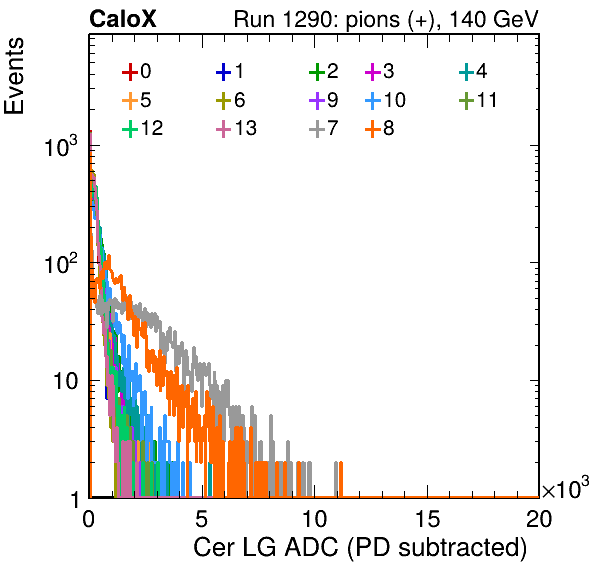 CaloX Run 1290: pions (+), 140 GeV
Events
0 1 2 3 4
5 6 9 10 11
12 13 7 8
10³
10²
10
1
0 5 10 15 20
×10³
Cer LG ADC (PD subtracted)